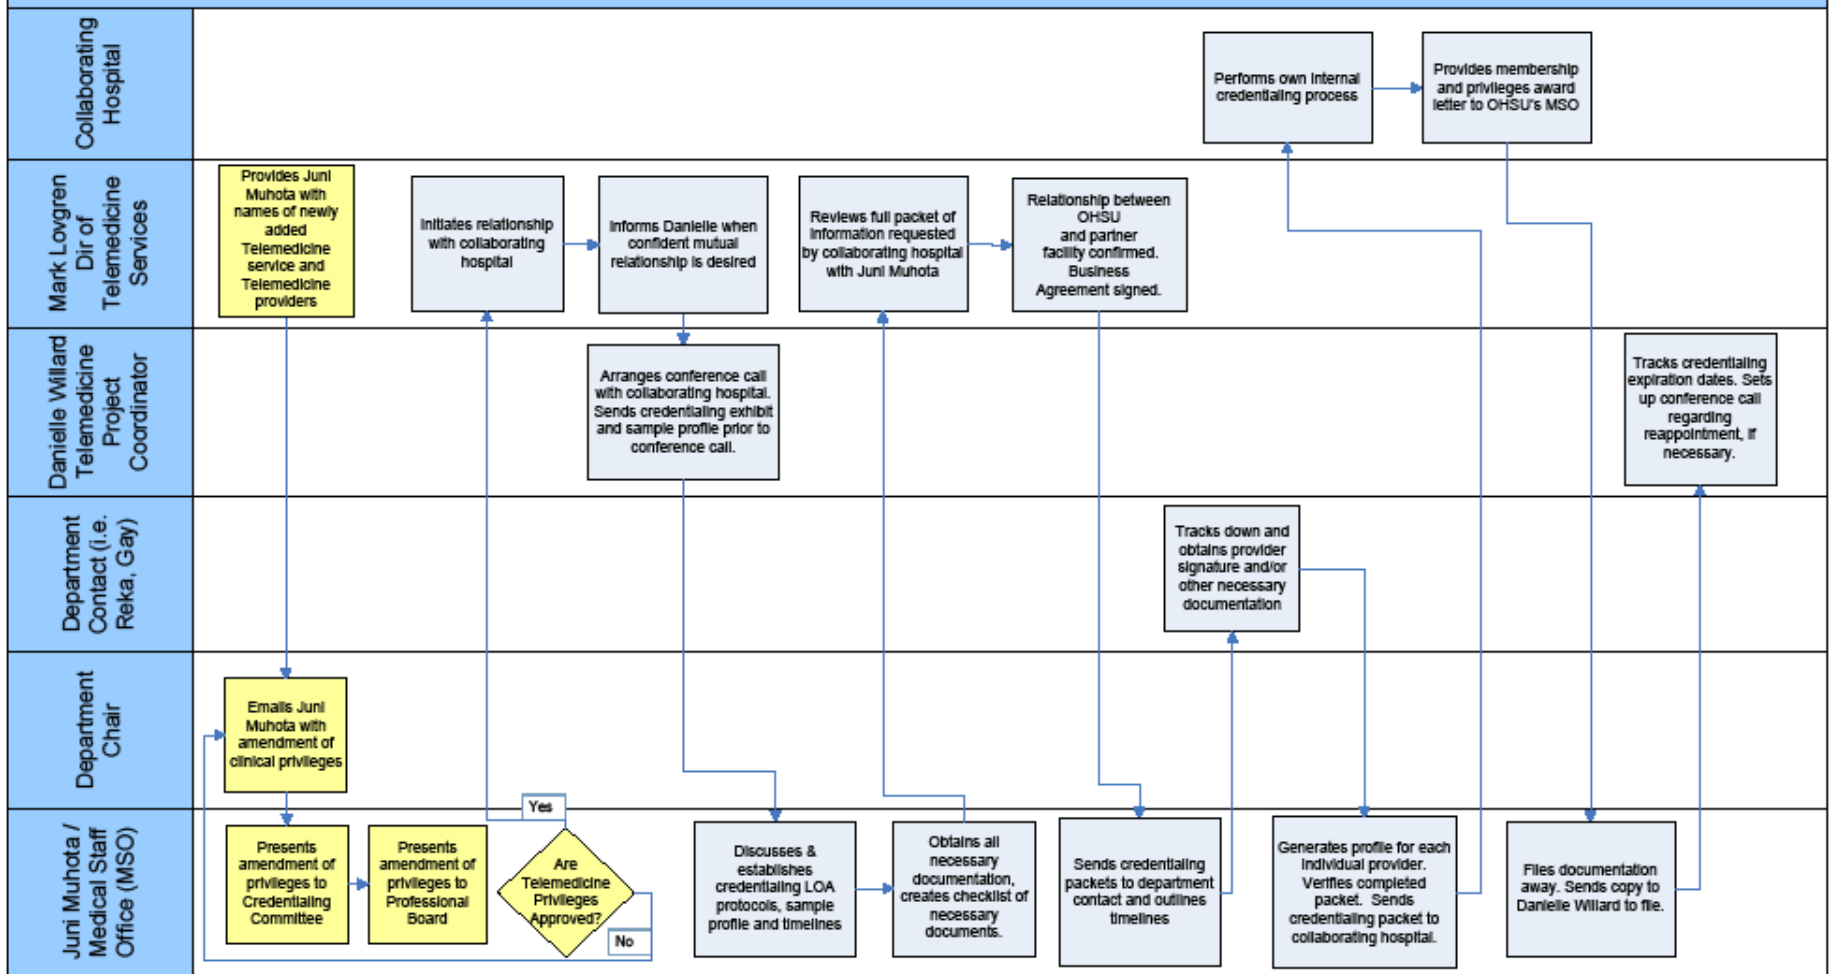 Collaborating
Hospital
Performs own internal
credentialing process
Provides membership
and privileges award
letter to OHSU's MSO
Mark Lovgren
Dir of
Telemedicine
Services
Provides Juni
Muhota with
names of newly
added
Telemedicine
service and
Telemedicine
providers
Initiates relationship
with collaborating
hospital
Informs Danielle when
confident mutual
relationship is desired
Reviews full packet of
information requested
by collaborating hospital
with Juni Muhota
Relationship between
OHSU
and partner
facility confirmed.
Business
Agreement signed.
Danielle Willard
Telemedicine
Project
Coordinator
Arranges conference call
with collaborating hospital.
Sends credentialing exhibit
and sample profile prior to
conference call.
Tracks credentialing
expiration dates. Sets
up conference call
regarding
reappointment, if
necessary.
Department
Contact (i.e.
Reka, Gay)
Tracks down and
obtains provider
signature and/or
other necessary
documentation
Department
Chair
Emails Juni
Muhota with
amendment of
clinical privileges
Juni Muhota /
Medical Staff
Office (MSO)
Presents
amendment of
privileges to
Credentialing
Committee
Presents
amendment of
privileges to
Professional
Board
Yes
Are
Telemedicine
Privileges
Approved?
No
Discusses &
establishes
credentialing LOA
protocols, sample
profile and timelines
Obtains all
necessary
documentation,
creates checklist of
necessary
documents.
Sends credentialing
packets to department
contact and outlines
timelines
Generates profile for each
individual provider.
Verifies completed
packet. Sends
credentialing packet to
collaborating hospital.
Files documentation
away. Sends copy to
Danielle Willard to file.